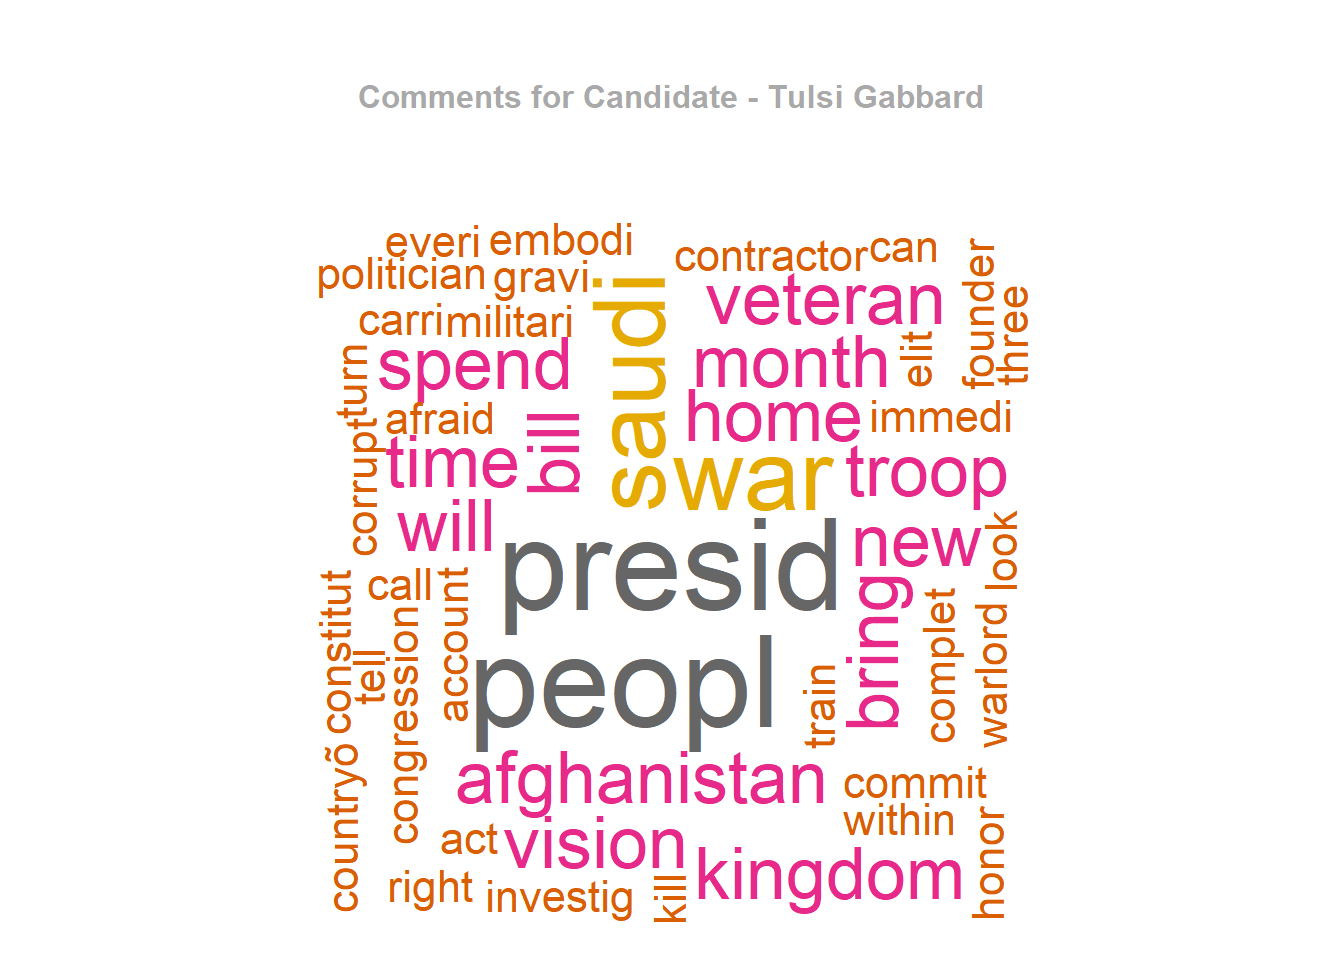 Comments for Candidate - Tulsi Gabbard
everi
embodi
politician
gravi
saudi
contractor
can
founder
three
veteran
carri
militari
turn
spend
month
elit
afraid
bill
home
immedi
corrupt
time
war
troop
will
presid
new
look
constitut
call
account
tell
congression
peopl
train
bring
complet
warlord
countryõ
afghanistan
commit
within
act
vision
kingdom
honor
right
investig
kill